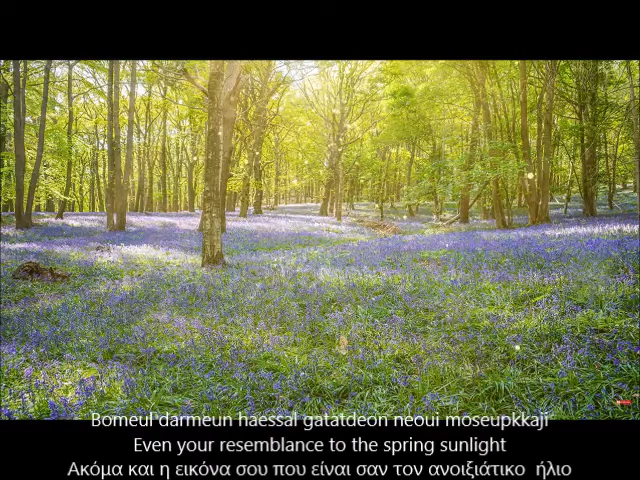 Bomeul darmeun haessal gatatdeon neoui moseupkkaji
Even your resemblance to the spring sunlight
Ακόμα και η εικόνα σου που είναι σαν τον ανοιξιάτικο ήλιο